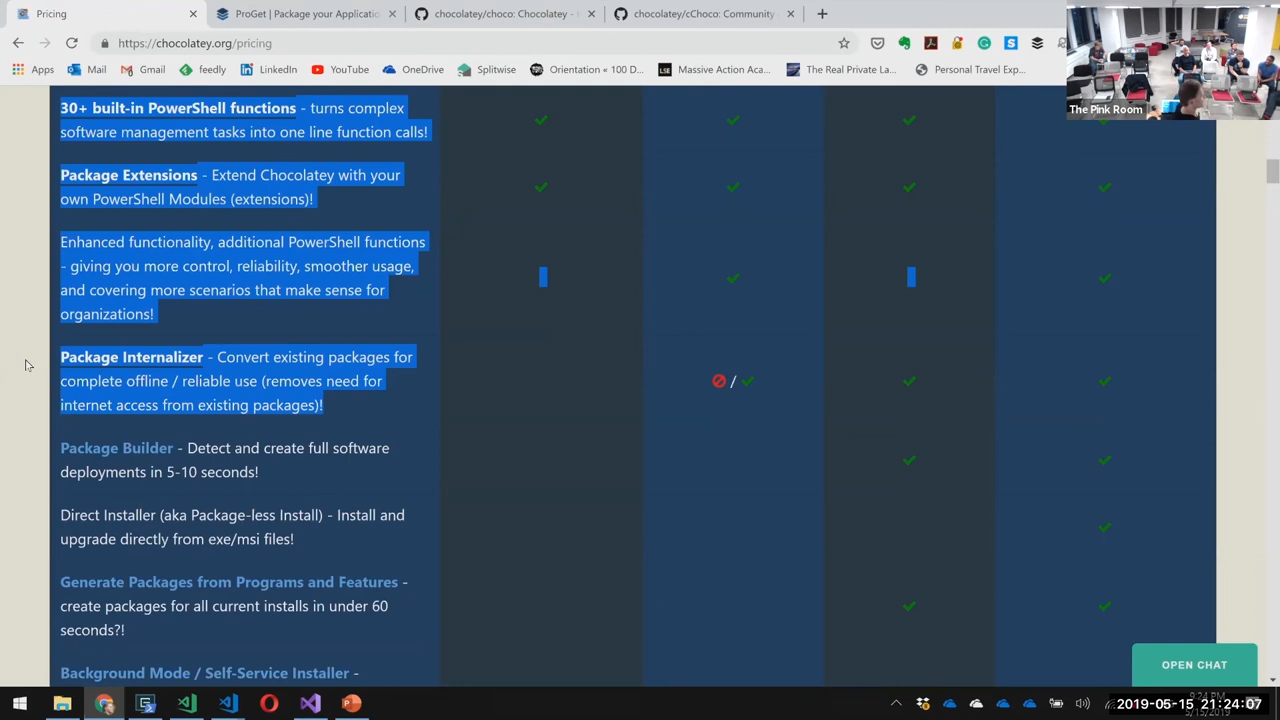 Pricing
ProGet | Package your Applicatio
chocolatey/choco: Chocolatey -
chocolatey/cChoco: Community
https://chocolatey.org/pricing
Apps
Mail
Gmail
feedly
LinkedIn
YouTube
Splitwis
Orientation « 100 D...
Massive Action Asy...
The Real Private La...
Personal Travel Exp...
The Pink Room
30+ built-in PowerShell functions - turns complex
software management tasks into one line function calls!
Package Extensions - Extend Chocolatey with your
own PowerShell Modules (extensions)!
Enhanced functionality, additional PowerShell functions
- giving you more control, reliability, smoother usage,
and covering more scenarios that make sense for
organizations!
Package Internalizer - Convert existing packages for
complete offline / reliable use (removes need for
internet access from existing packages)!
/
Package Builder - Detect and create full software
deployments in 5-10 seconds!
Direct Installer (aka Package-less Install) - Install and
upgrade directly from exe/msi files!
Generate Packages from Programs and Features -
create packages for all current installs in under 60
seconds?!
Background Mode / Self-Service Installer -
OPEN CHAT
9:24 PM
2019-05-15 21:24:07
5/15/2019